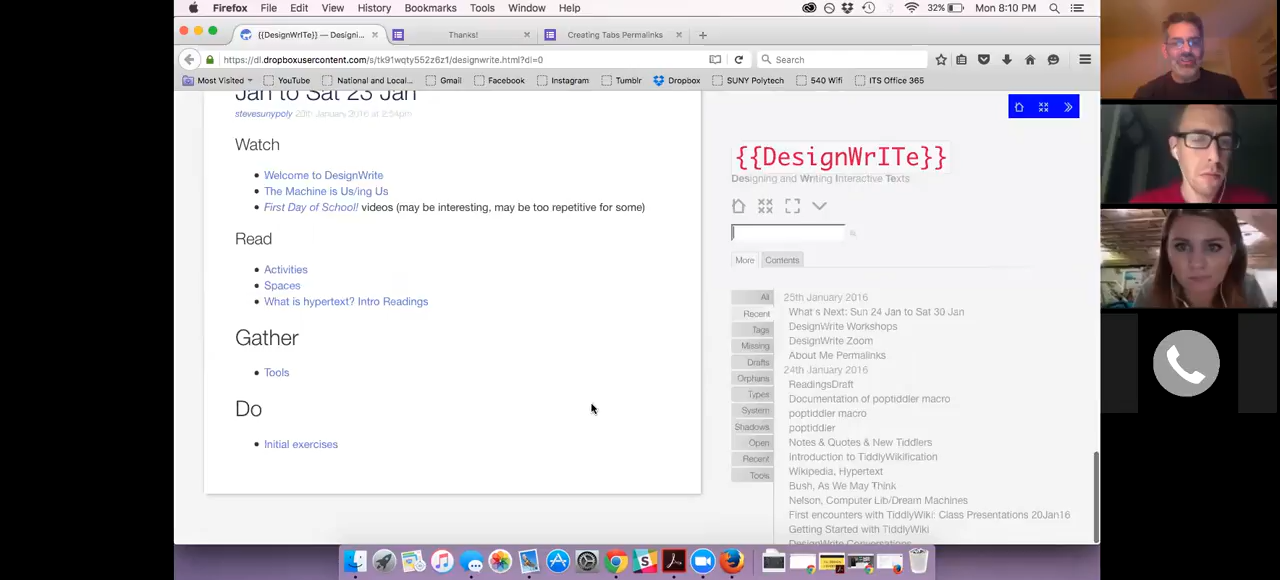 Firefox File Edit View History Bookmarks Tools Window Help 32% Mon 8:10 PM
{{DesignWrITe}} — Designi... Thanks! Creating Tabs Permalinks
https://dl.dropboxusercontent.com/s/tk91wqty552z6z1/designwrite.html?dl=0 Search
Most Visited YouTube National and Local... Gmail Facebook Instagram Tumblr Dropbox SUNY Polytech 540 Wifi ITS Office 365
Jan to Sat 23 Jan
stevesunypoly 20th January 2016 at 2:54pm
Watch
Welcome to DesignWrite
The Machine is Us/ing Us
First Day of School! videos (may be interesting, may be too repetitive for some)
Read
Activities
Spaces
What is hypertext? Intro Readings
Gather
Tools
Do
Initial exercises
{{DesignWrITe}}
Designing and Writing Interactive Texts
More Contents
All
Recent
Tags
Missing
Drafts
Orphans
Types
System
Shadows
Open
Recent
Tools
25th January 2016
What's Next: Sun 24 Jan to Sat 30 Jan
DesignWrite Workshops
DesignWrite Zoom
About Me Permalinks
24th January 2016
ReadingsDraft
Documentation of poptiddler macro
poptiddler macro
poptiddler
Notes & Quotes & New Tiddlers
Introduction to TiddlyWikification
Wikipedia, Hypertext
Bush, As We May Think
Nelson, Computer Lib/Dream Machines
First encounters with TiddlyWiki: Class Presentations 20Jan16
Getting Started with TiddlyWiki
DesignWrite Conversations